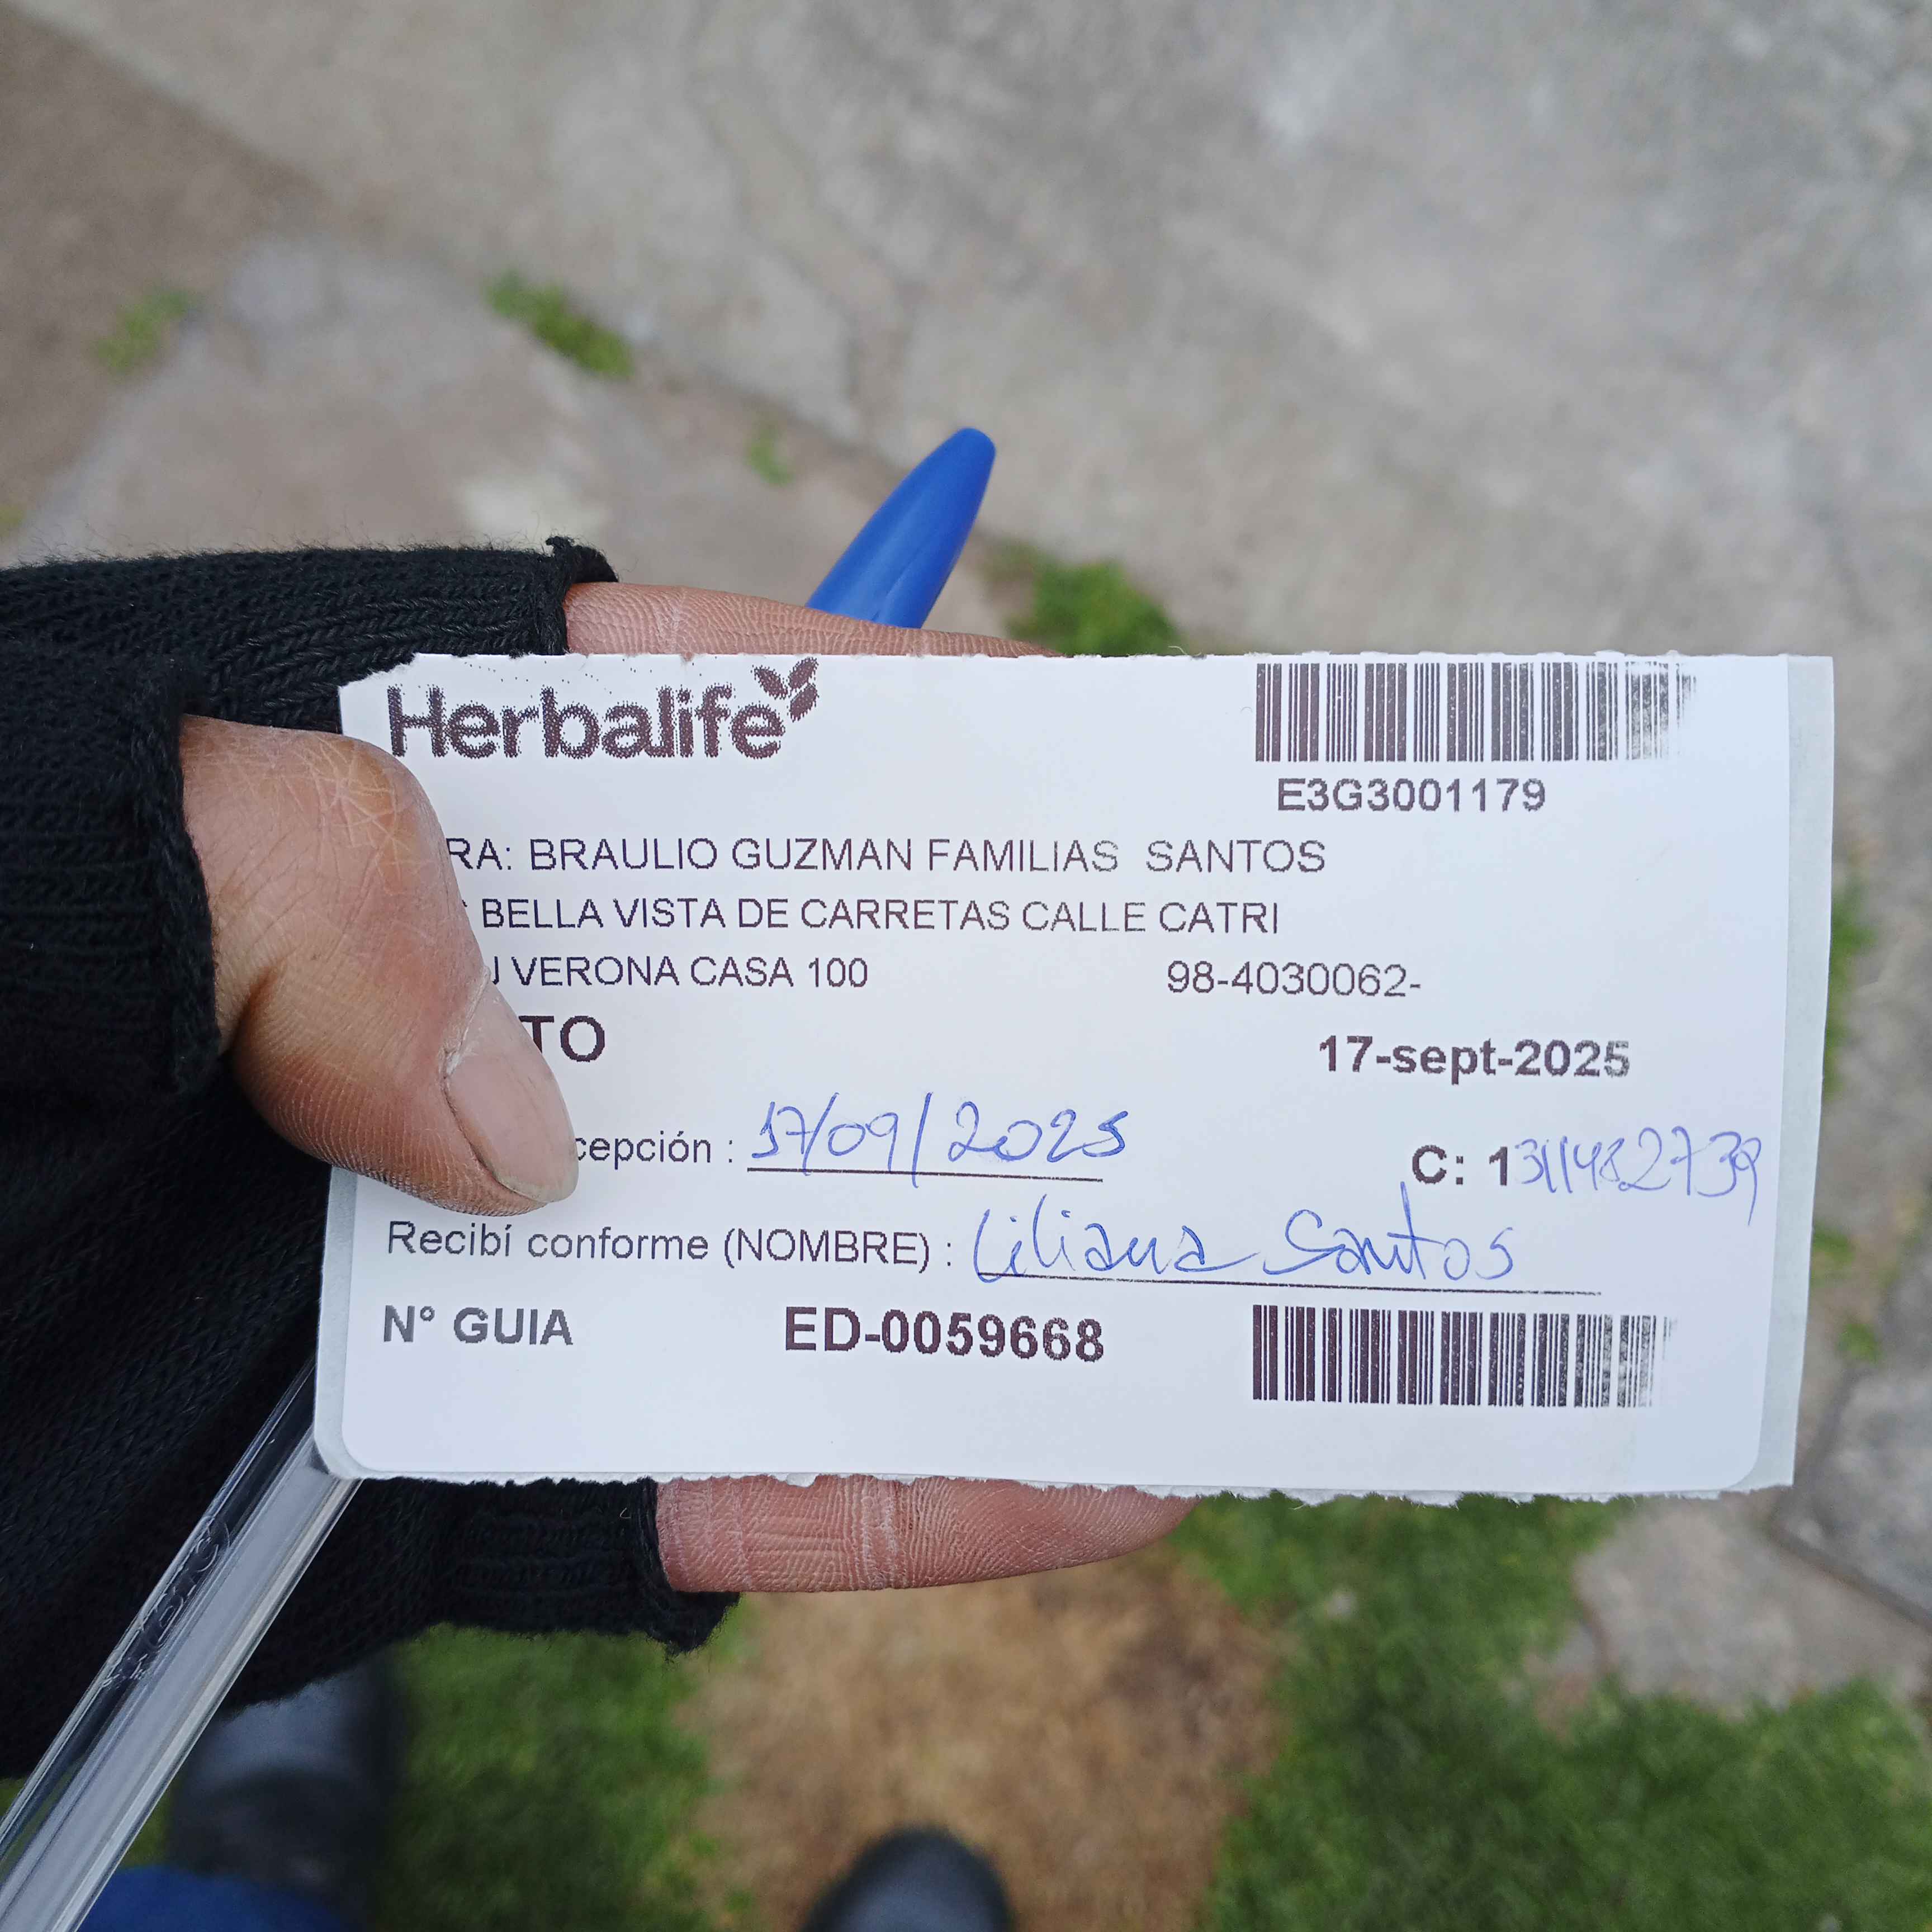 Herbalife
E3G3001179
RA: BRAULIO GUZMAN FAMILIAS SANTOS
BELLA VISTA DE CARRETAS CALLE CATRI
VERONA CASA 100 98-4030062-
TO
17-sept-2025
cepción : 17/09/2025
C: 1311482739
Recibí conforme (NOMBRE) : Liliana Santos
N° GUIA ED-0059668